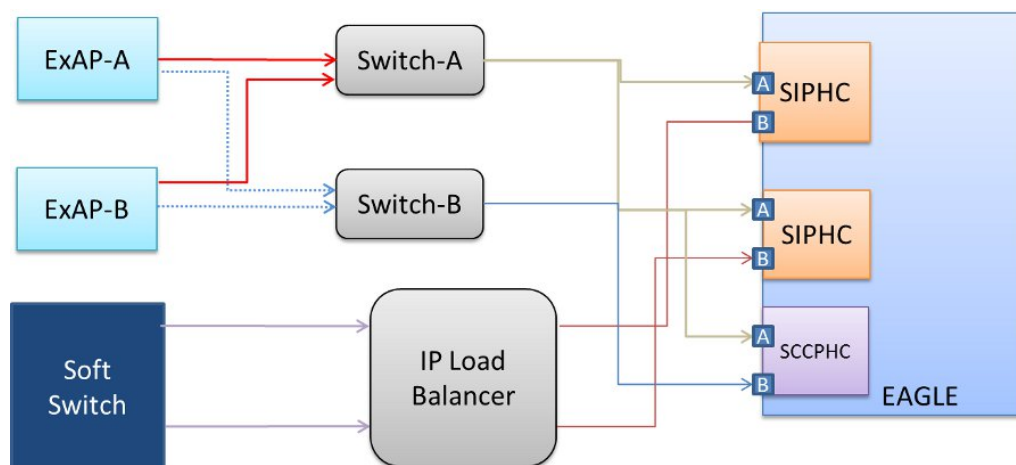 ExAP-A
Switch-A
A
SIPHC
B
ExAP-B
Switch-B
A
SIPHC
B
Soft
Switch
IP Load
Balancer
A
SCCPHC
B
EAGLE